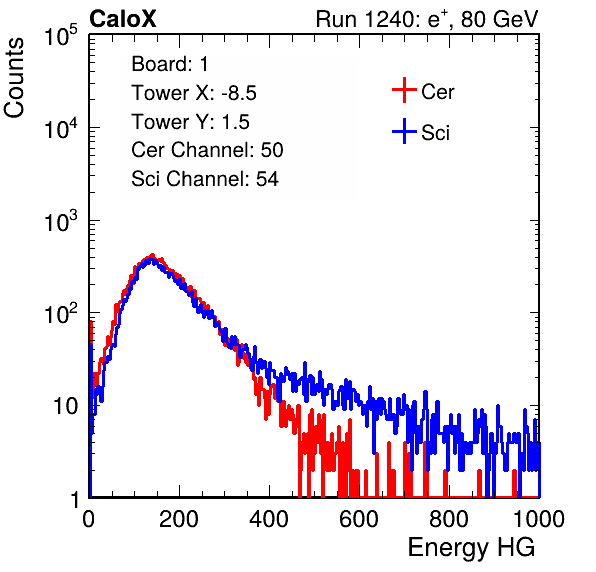 CaloX Run 1240: e⁺, 80 GeV
Counts
Board: 1
Tower X: -8.5
Tower Y: 1.5
Cer Channel: 50
Sci Channel: 54
Cer
Sci
10⁵
10⁴
10³
10²
10
1
0 200 400 600 800 1000
Energy HG